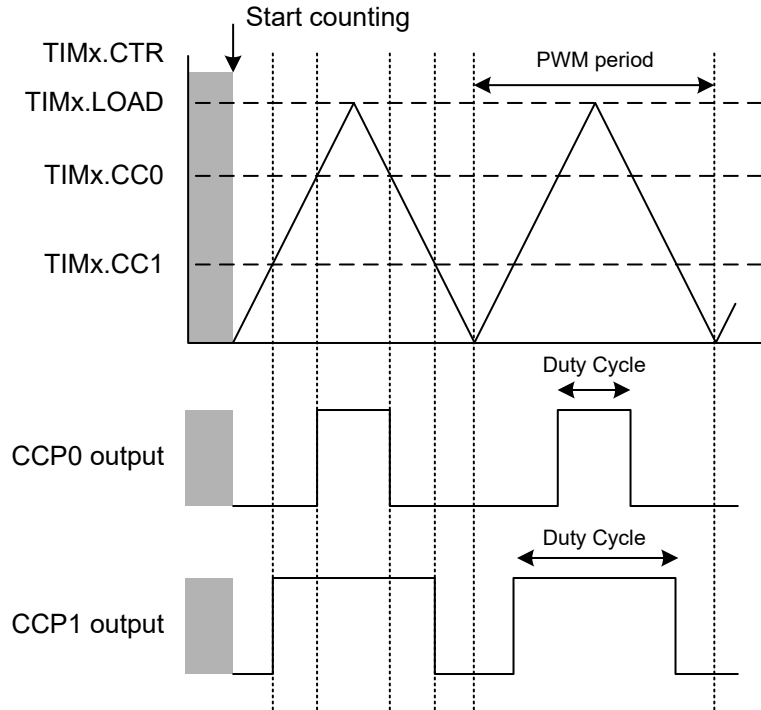 Start counting
TIMx.CTR
PWM period
TIMx.LOAD
TIMx.CC0
TIMx.CC1
Duty Cycle
CCP0 output
Duty Cycle
CCP1 output